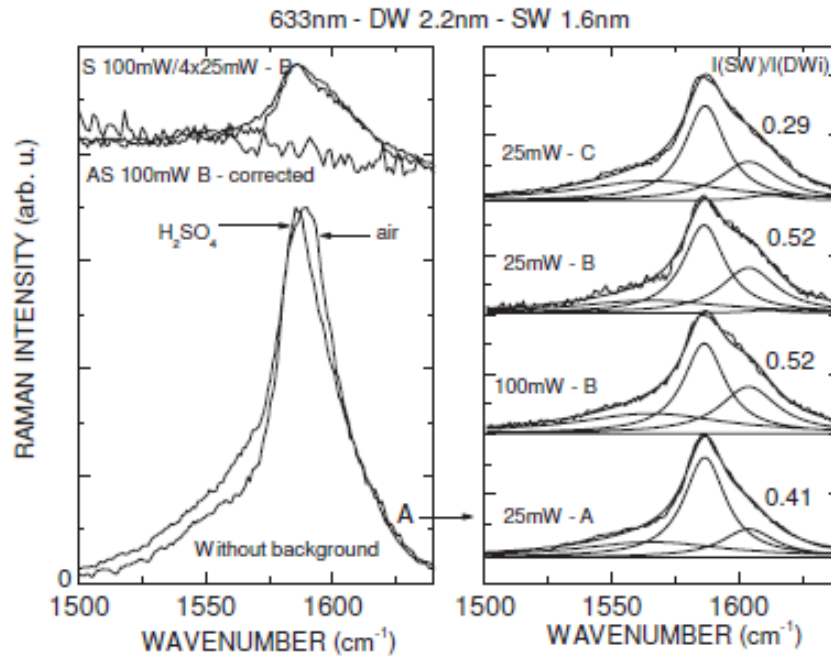 633nm - DW 2.2nm - SW 1.6nm
S 100mW/4x25mW - B
AS 100mW B - corrected
H₂SO₄
air
A
Without background
0
1500
1550
1600
WAVENUMBER (cm⁻¹)
RAMAN INTENSITY (arb. u.)
I(SW)/I(DWi)
0.29
25mW - C
0.52
25mW - B
0.52
100mW - B
0.41
25mW - A
1500
1550
1600
WAVENUMBER (cm⁻¹)